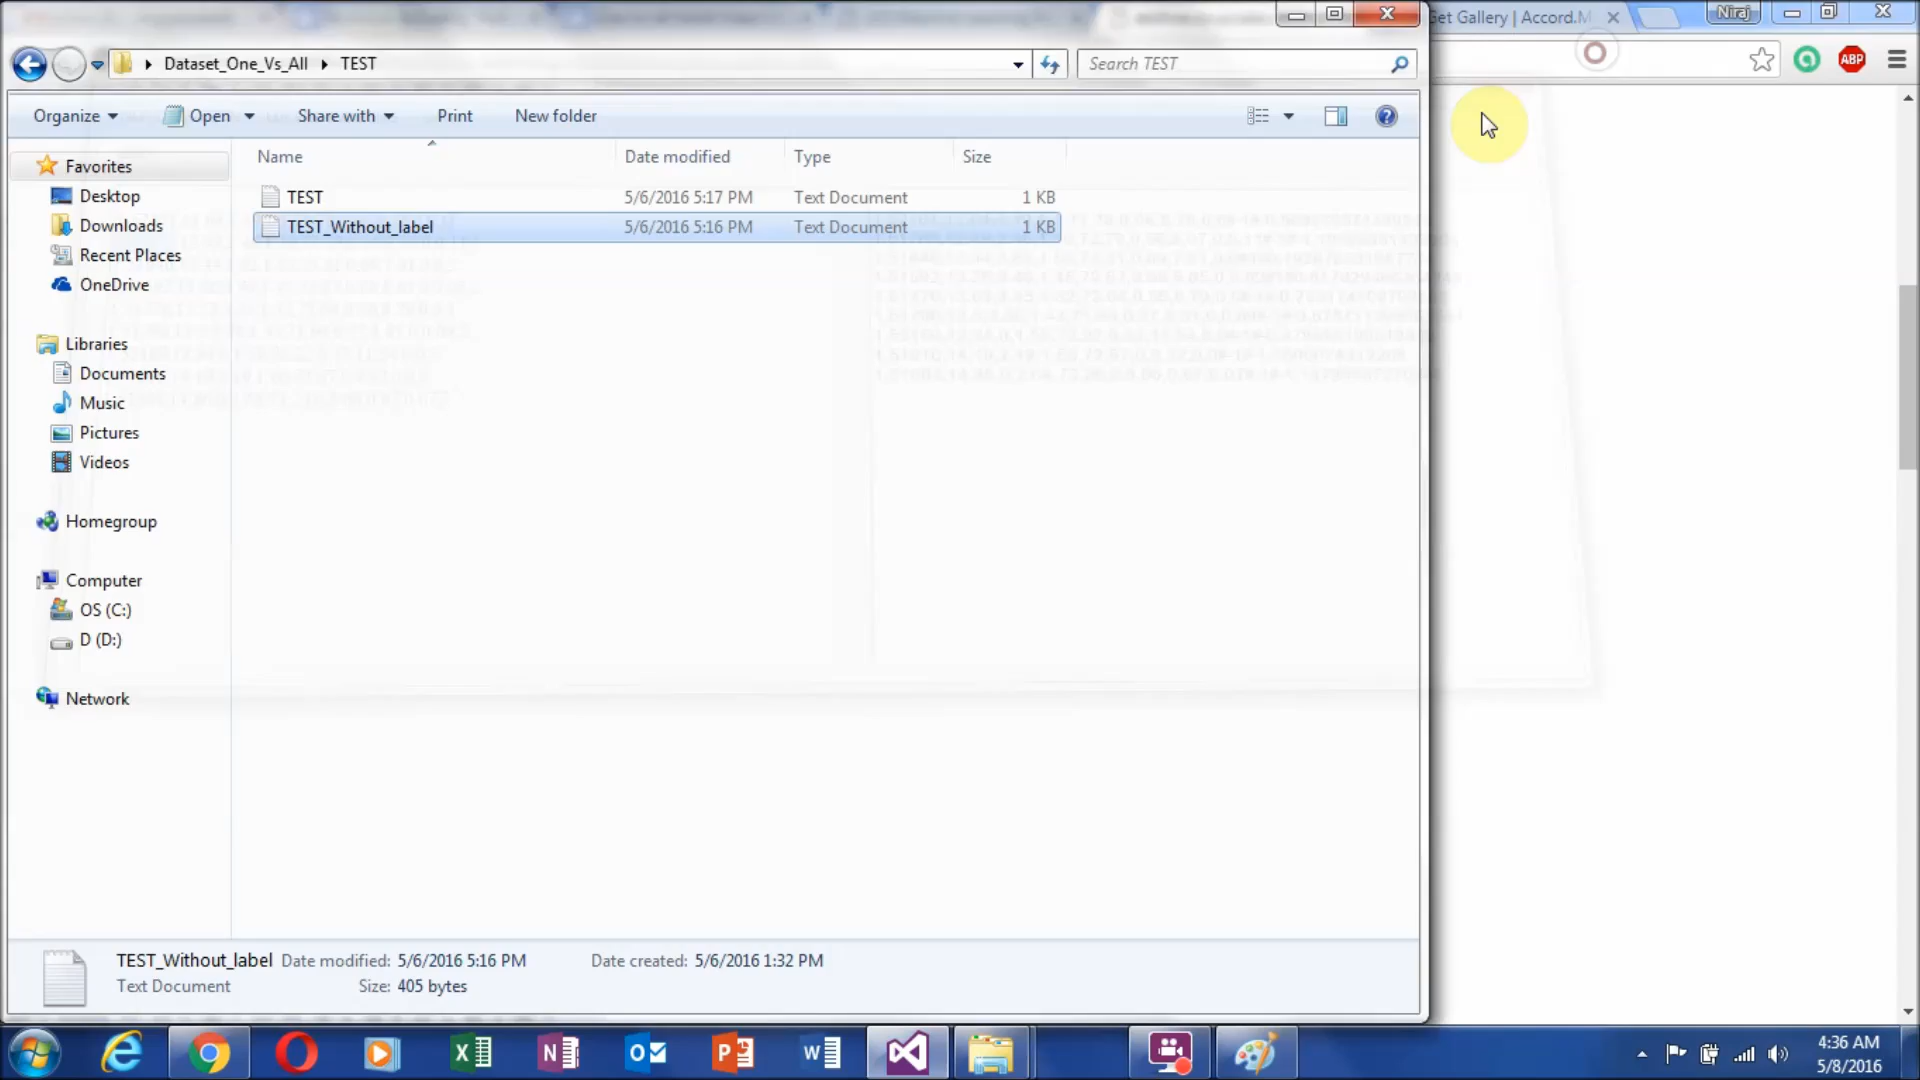 Get Gallery | Accord.M
Niraj
Dataset_One_Vs_All
TEST
Search TEST
ABP
Organize
Open
Share with
Print
New folder
Name
Date modified
Type
Size
Favorites
Desktop
Downloads
Recent Places
OneDrive
Libraries
Documents
Music
Pictures
Videos
Homegroup
Computer
OS (C:)
D (D:)
Network
TEST 5/6/2016 5:17 PM Text Document 1 KB
TEST_Without_label 5/6/2016 5:16 PM Text Document 1 KB
TEST_Without_label Date modified: 5/6/2016 5:16 PM Date created: 5/6/2016 1:32 PM
Text Document Size: 405 bytes
4:36 AM
5/8/2016